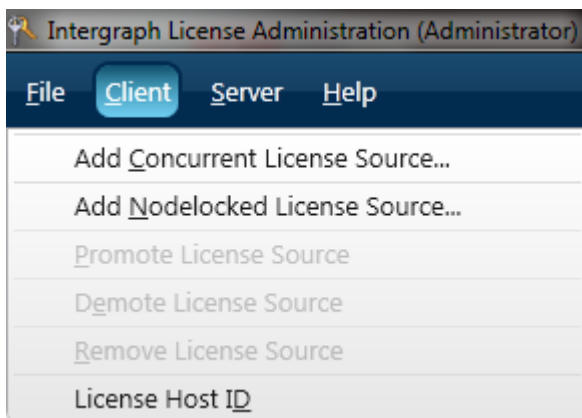 Intergraph License Administration (Administrator)
File Client Server Help
Add Concurrent License Source...
Add Nodelocked License Source...
Promote License Source
Demote License Source
Remove License Source
License Host ID